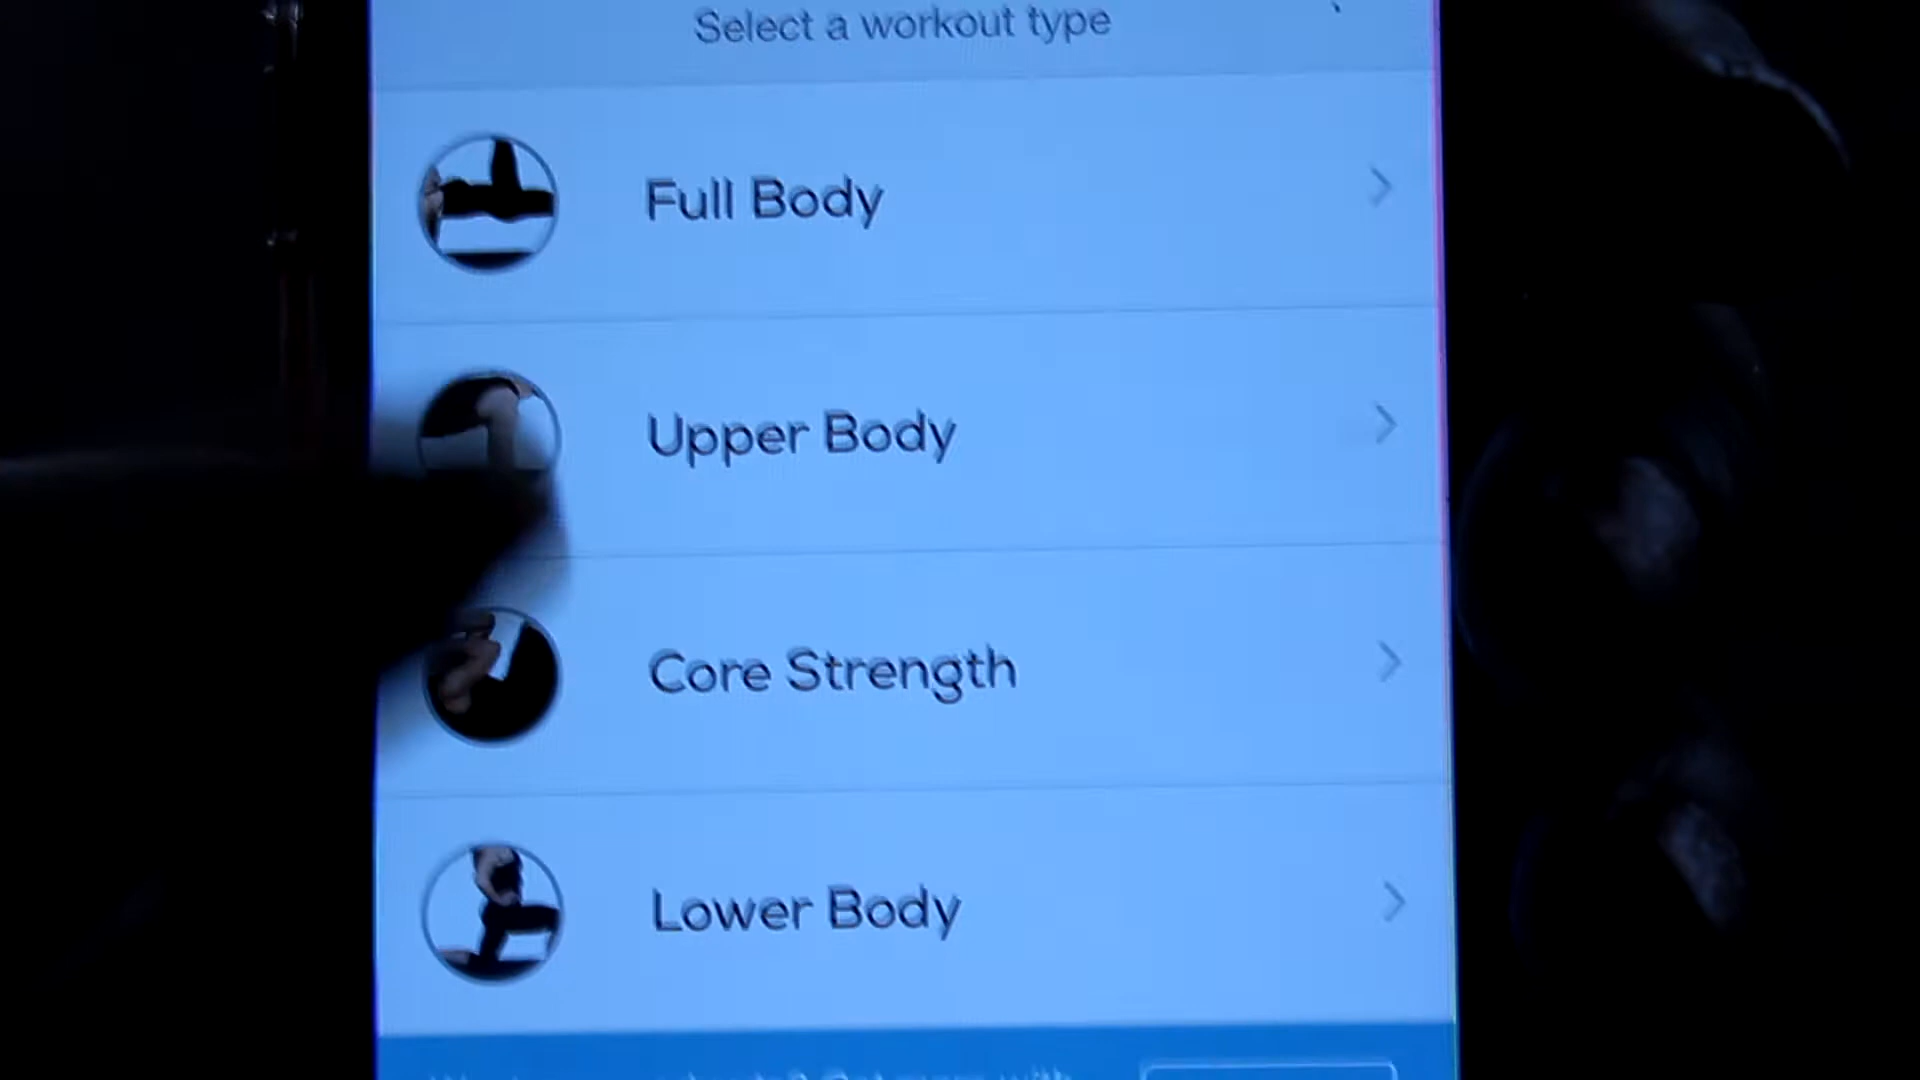 Select a workout type
Full Body
Upper Body
Core Strength
Lower Body